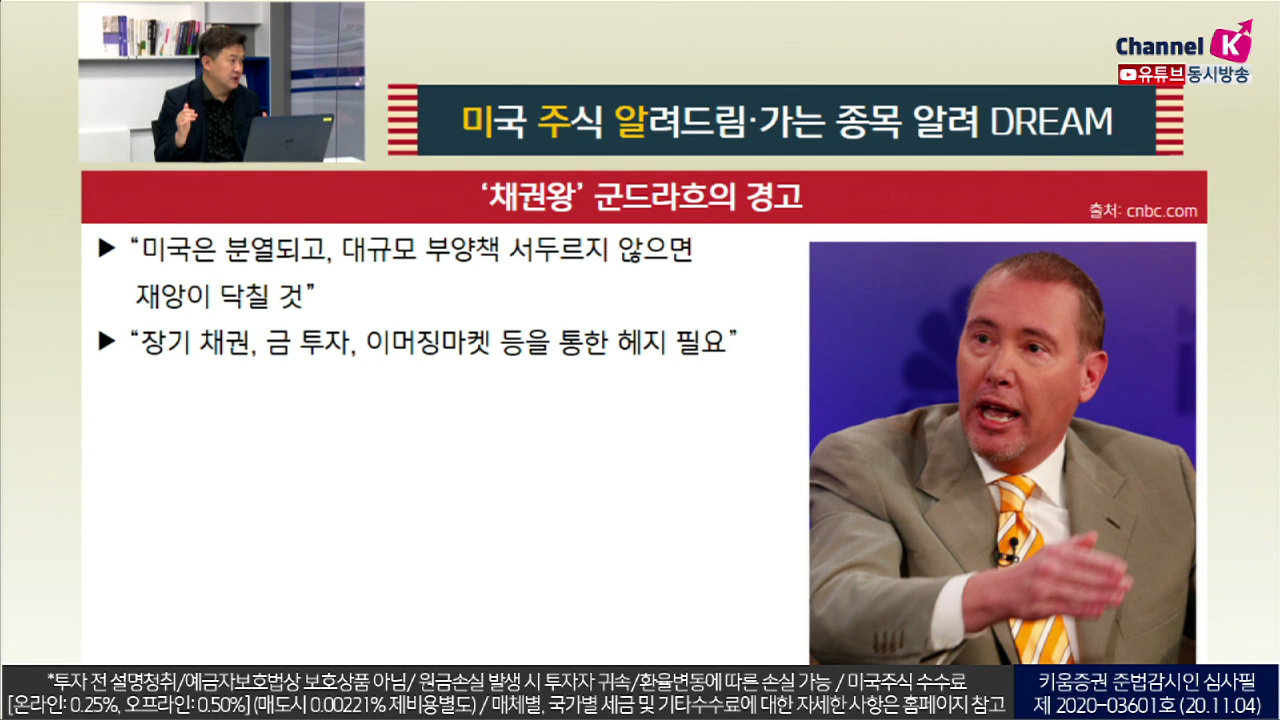 Channel K
유튜브 동시방송
미국 주식 알려드림·가는 종목 알려 DREAM
‘채권왕’ 군드라흐의 경고
출처: cnbc.com
▶ “미국은 분열되고, 대규모 부양책 서두르지 않으면
재앙이 닥칠 것”
▶ “장기 채권, 금 투자, 이머징마켓 등을 통한 헤지 필요”
*투자 전 설명청취/예금자보호법상 보호상품 아님/ 원금손실 발생 시 투자자 귀속/환율변동에 따른 손실 가능 / 미국주식 수수료
[온라인: 0.25%, 오프라인: 0.50%] (매도시 0.00221% 제비용별도) / 매체별, 국가별 세금 및 기타수수료에 대한 자세한 사항은 홈페이지 참고
키움증권 준법감시인 심사필
제 2020-03601호 (20.11.04)